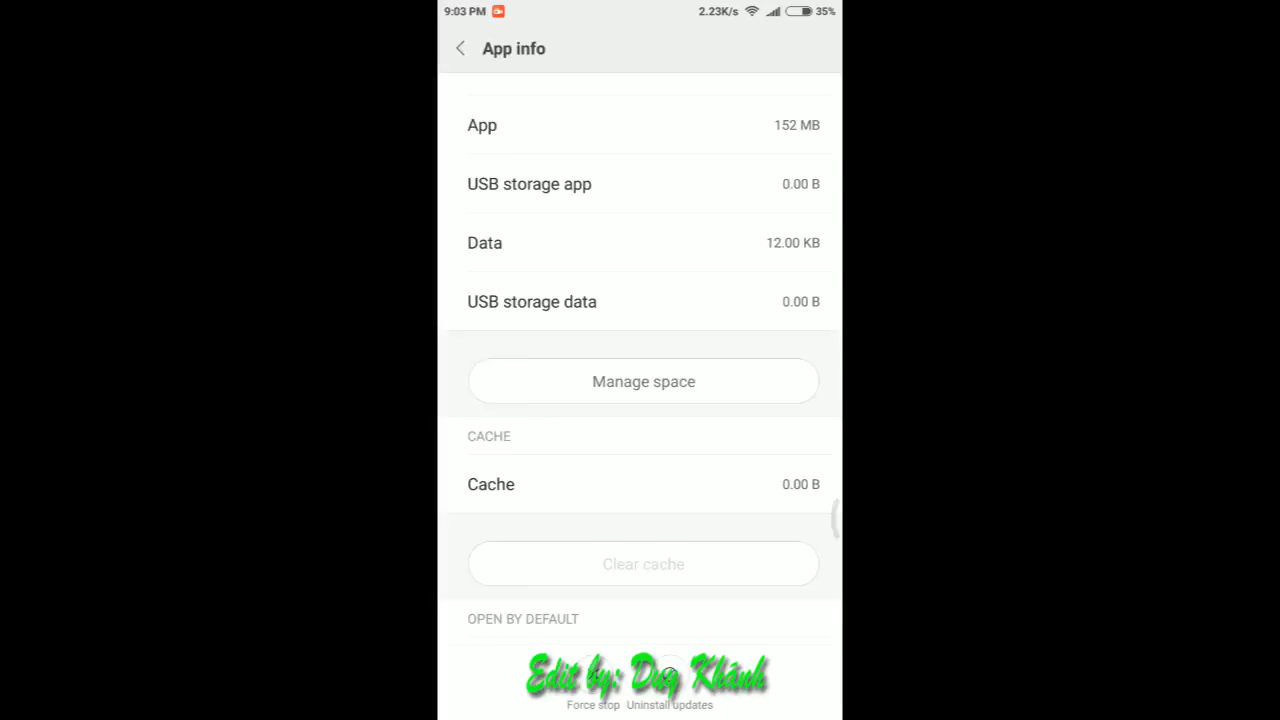 9:03 PM 2.23K/s 35%
App info
App 152 MB
USB storage app 0.00 B
Data 12.00 KB
USB storage data 0.00 B
Manage space
CACHE
Cache 0.00 B
Clear cache
OPEN BY DEFAULT
Edit by: Dug Khánh
Force stop Uninstall updates